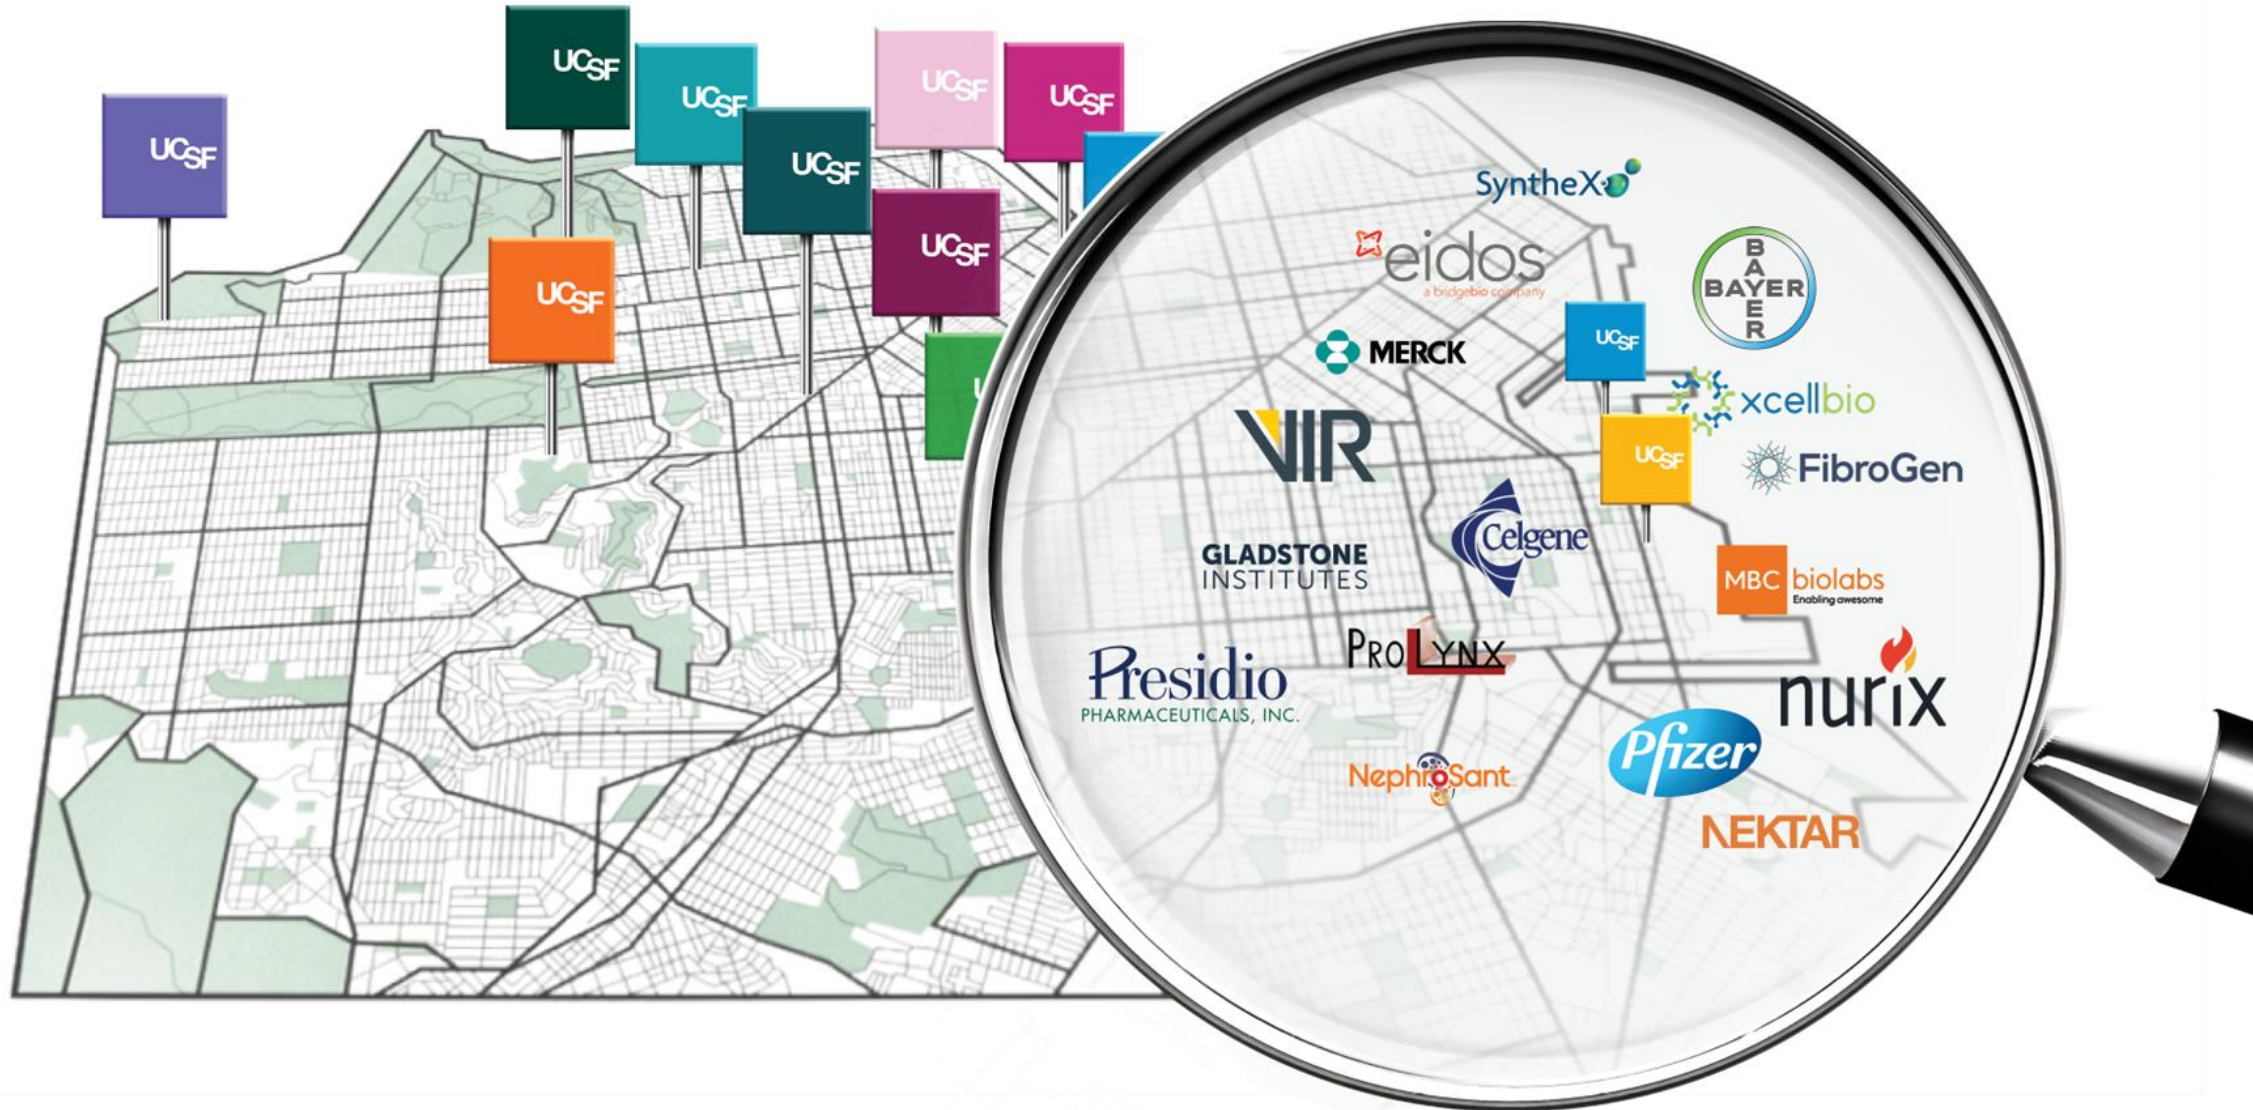 UCSF
UCSF
UCSF
UCSF
UCSF
UCSF
UCSF
UCSF
SyntheX
eidos
a bridgebio company
BAYER
BAYER
MERCK
UCSF
xcellbio
VIR
UCSF
FibroGen
Celgene
GLADSTONE
INSTITUTES
MBC biolabs
Enabling awesome
PROLYNX
Presidio
PHARMACEUTICALS, INC.
nurix
Pfizer
NephroSant
NEKTAR